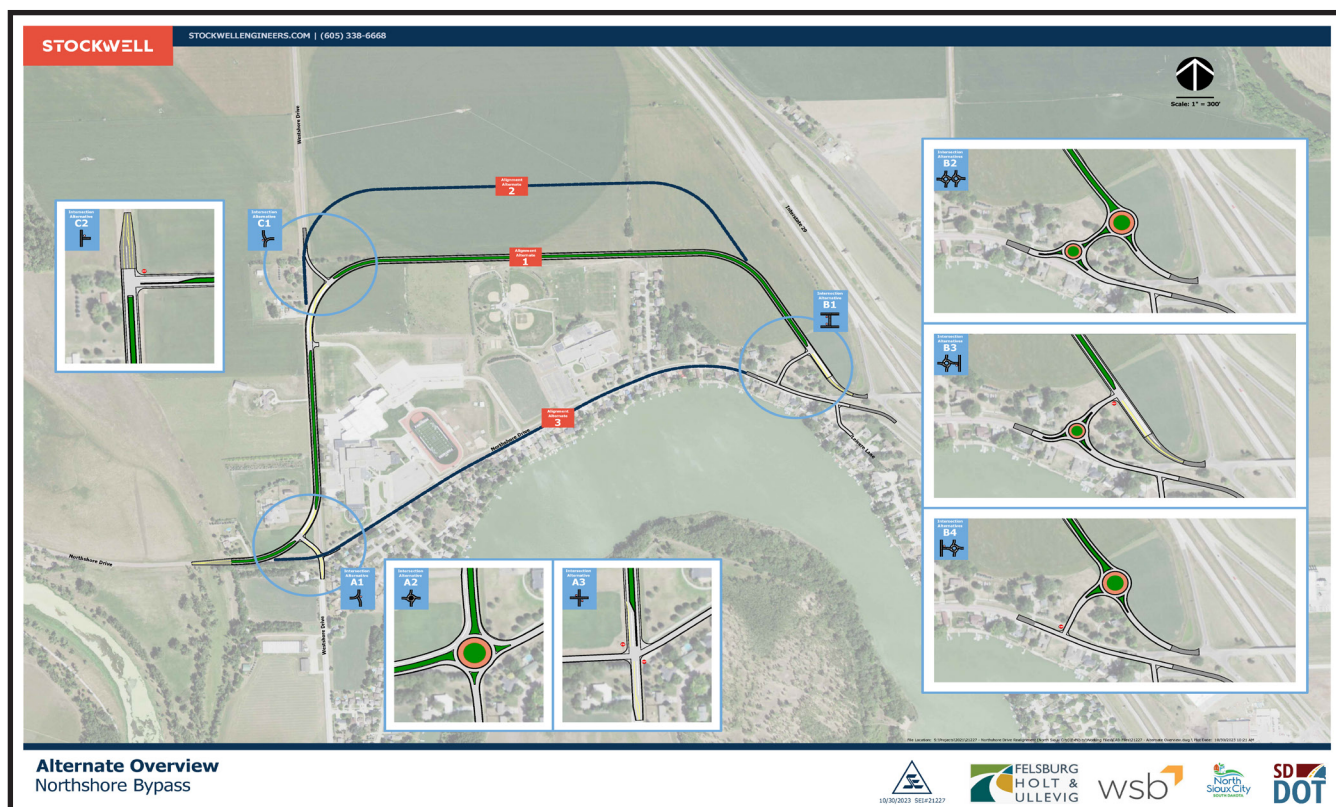 STOCKWELL
STOCKWELLENGINEERS.COM | (605) 338-6668
Scale: 1" = 300'
Westshore Drive
Alignment
Alternate
2
Interstate 29
Intersection
Alternative
C2
Intersection
Alternative
C1
Alignment
Alternate
1
Intersection
Alternative
B1
Intersection
Alternative
B2
Intersection
Alternative
B3
Intersection
Alternative
B4
Alignment
Alternate
3
Northshore Drive
Northshore Drive
Westshore Drive
Intersection
Alternative
A1
Intersection
Alternative
A2
Intersection
Alternative
A3
Alternate Overview
Northshore Bypass
10/30/2023 SEI#21227
FELSBURG
HOLT &
ULLEVIG
wsb
North
Sioux City
SOUTH DAKOTA
SD
DOT